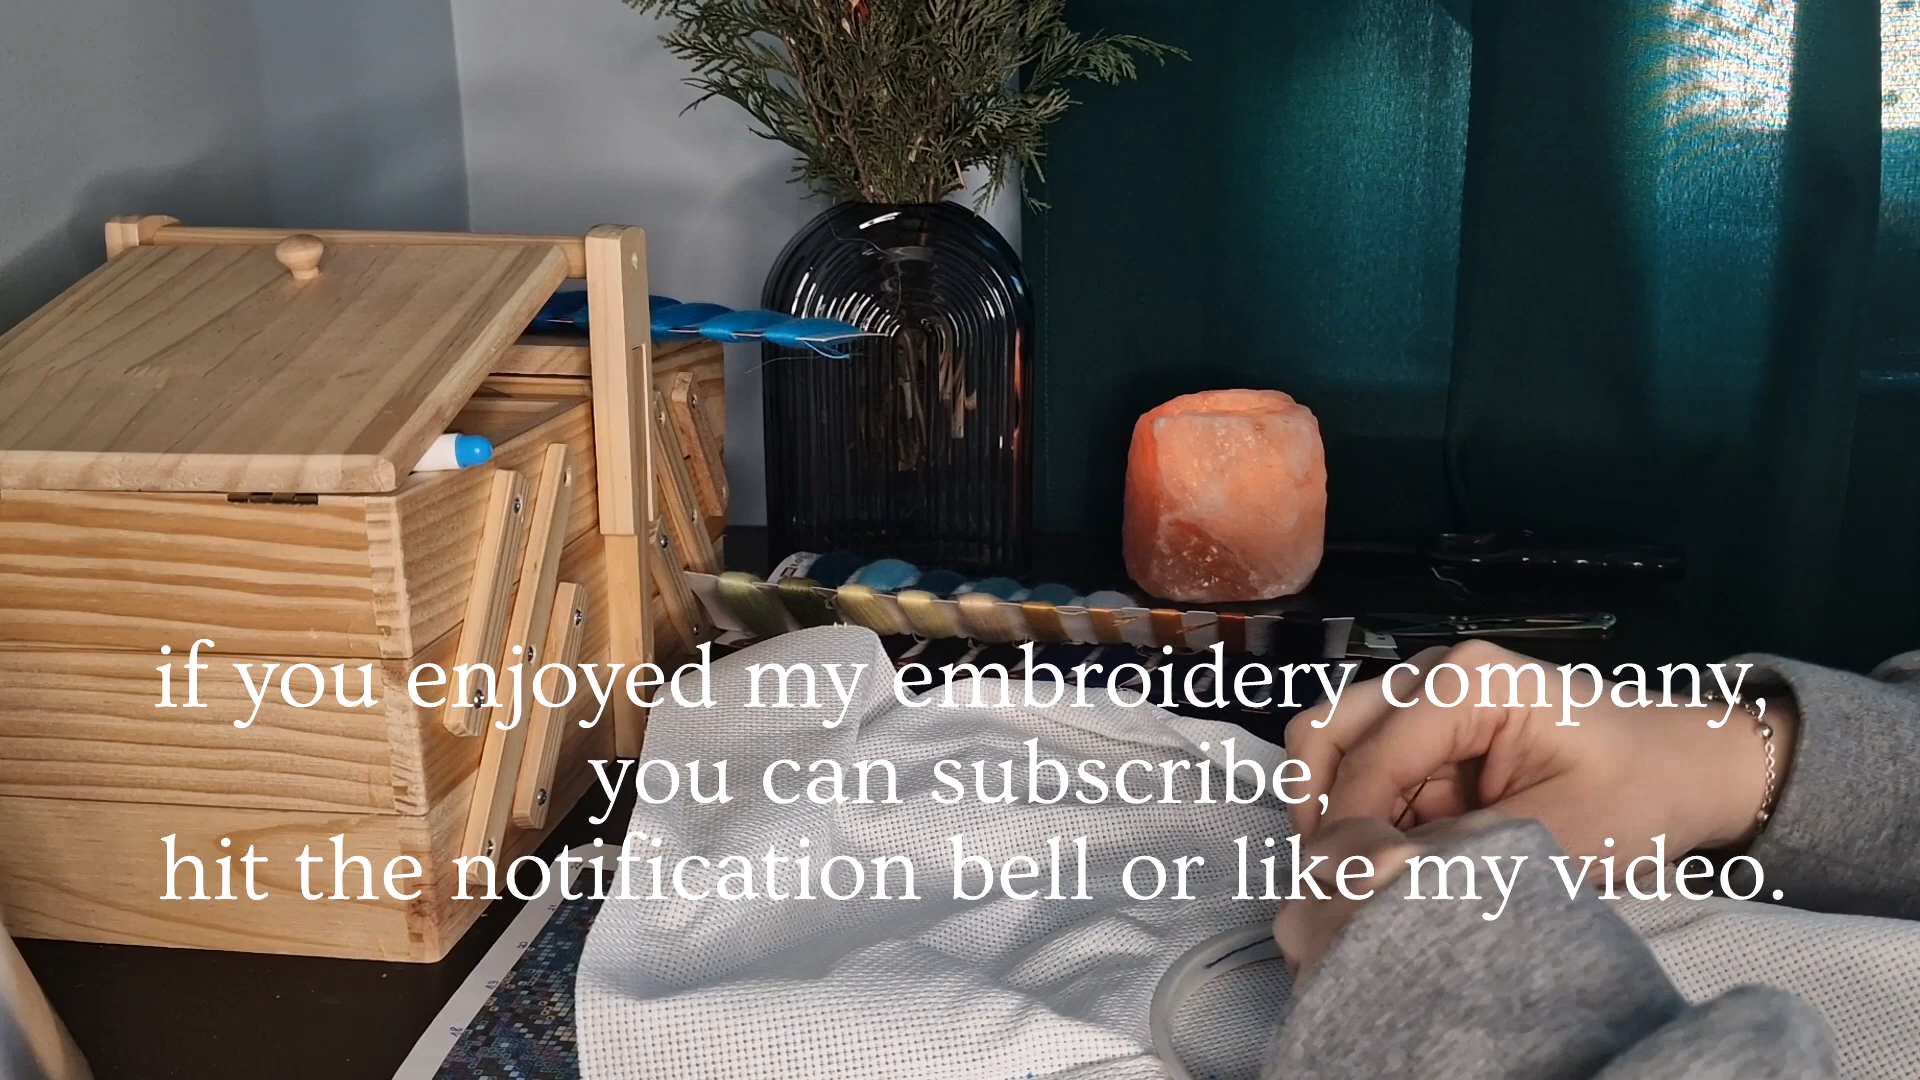 if you enjoyed my embroidery company,
you can subscribe,
hit the notification bell or like my video.